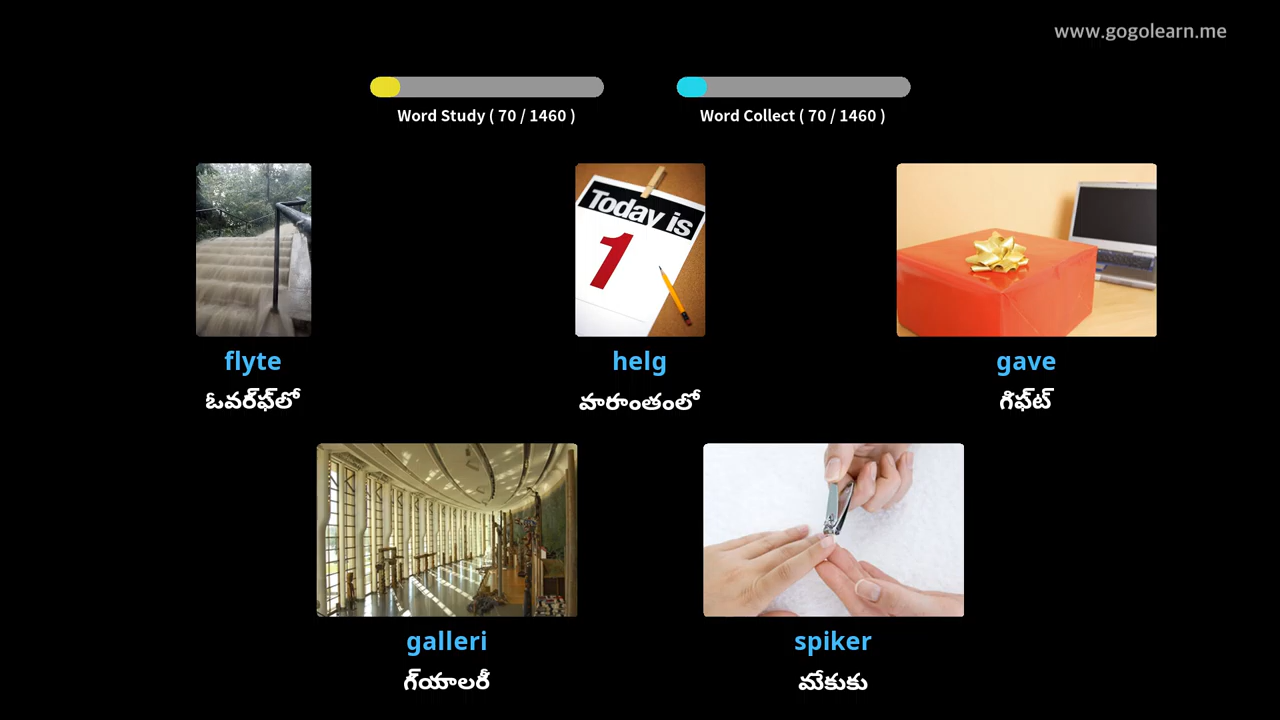 www.gogolearn.me
Word Study ( 70 / 1460 )
Word Collect ( 70 / 1460 )
Today is
1
flyte
helg
gave
ఓవర్‌ఫ్‌లో
వారాంతంలో
గిఫ్ట్
galleri
spiker
గ్యాలరీ
మేకుకు